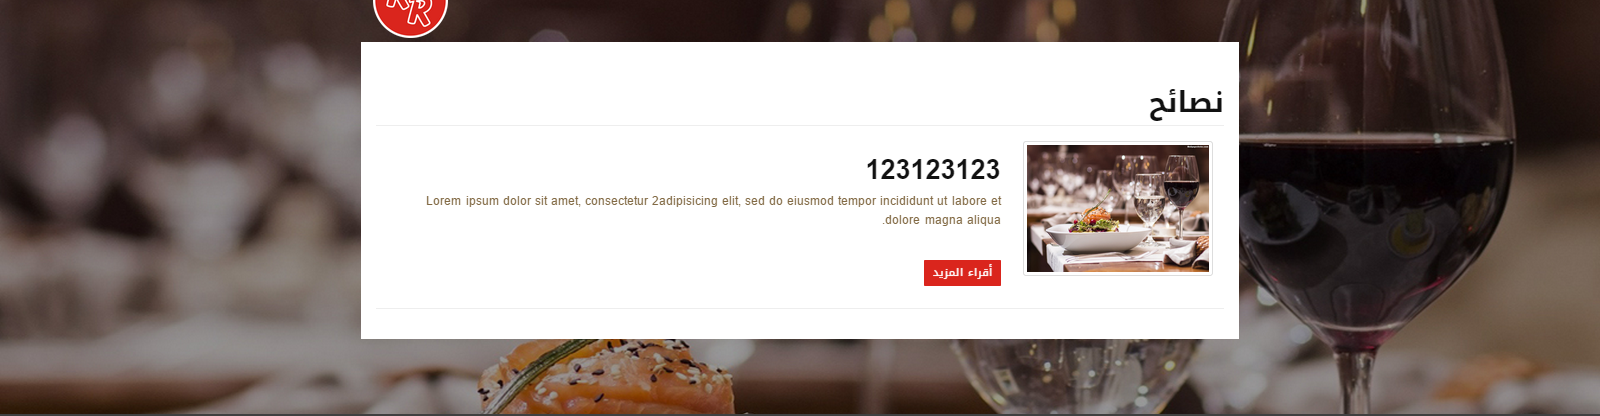 نصائح
123123123
Lorem ipsum dolor sit amet, consectetur 2adipisicing elit, sed do eiusmod tempor incididunt ut labore et
.dolore magna aliqua
أقراء المزيد